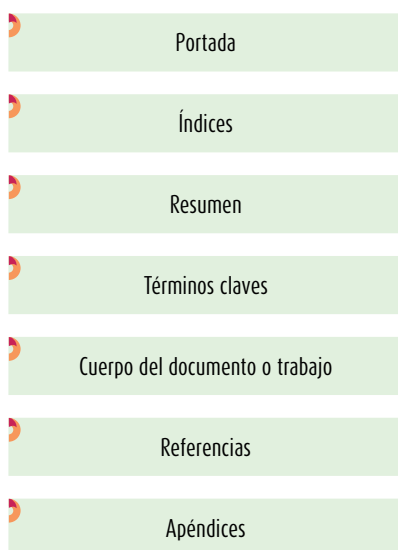 Portada
Índices
Resumen
Términos claves
Cuerpo del documento o trabajo
Referencias
Apéndices